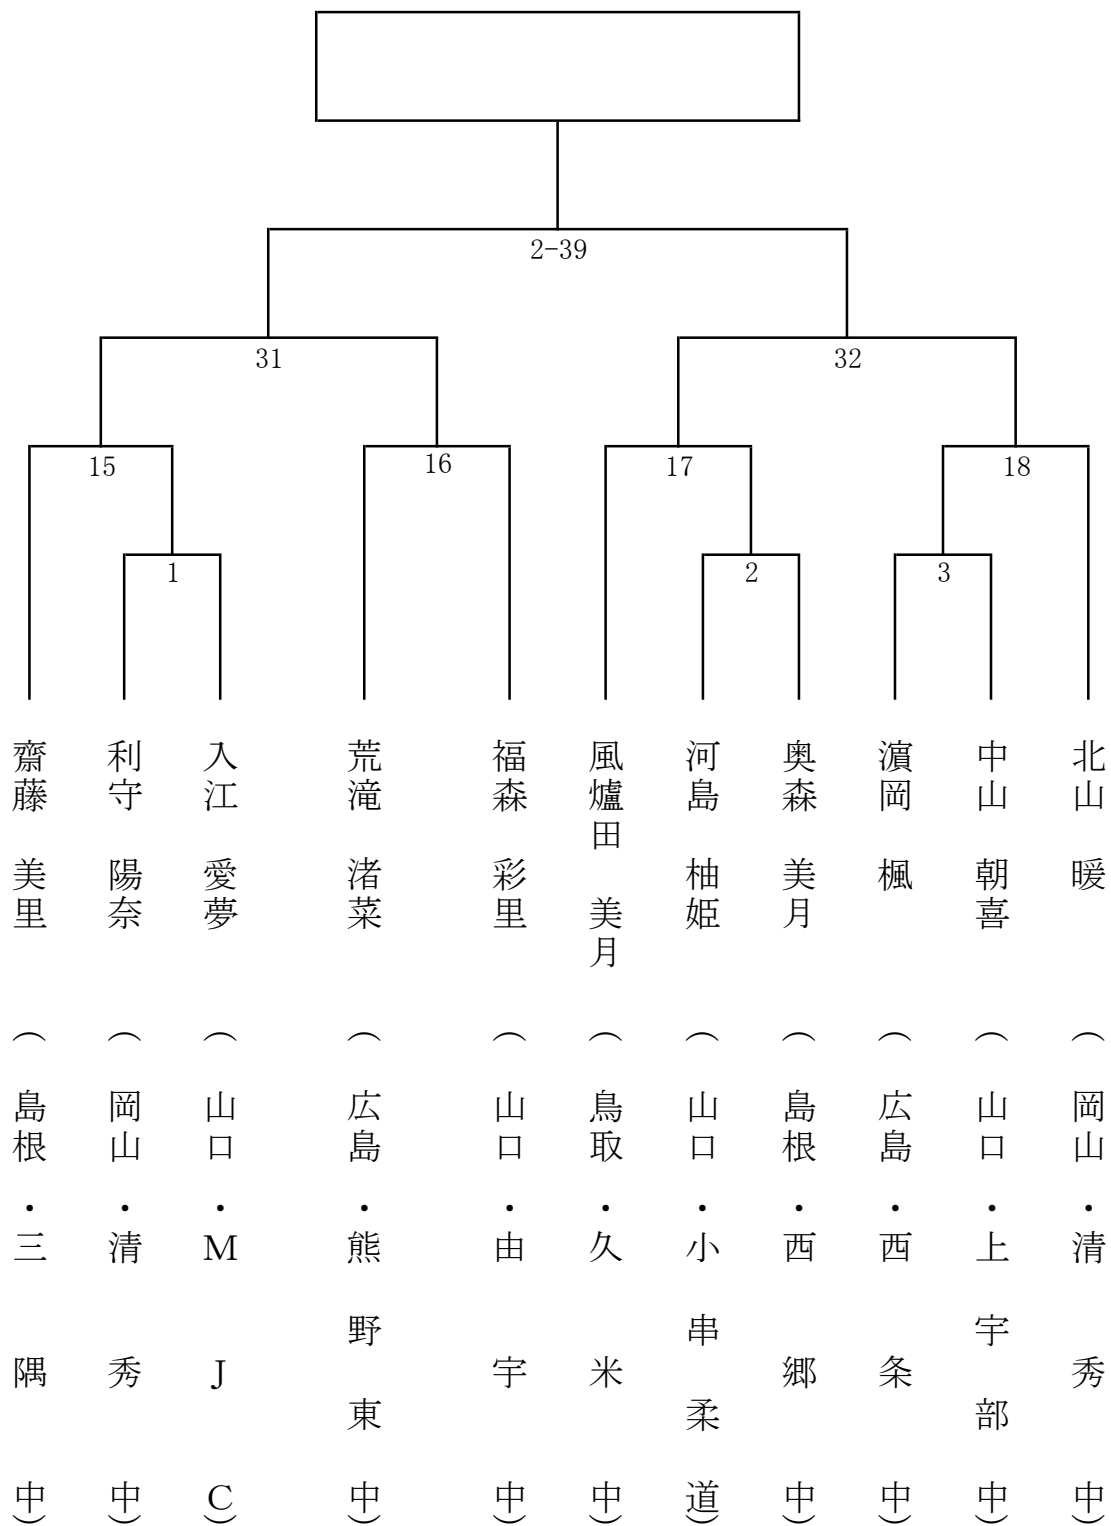 2-39
31
32
15
16
17
18
1
2
3
齋藤 美里 （島根・三隅中）
利守 陽奈 （岡山・清秀中）
入江 愛夢 （山口・MJC）
荒滝 渚菜 （広島・熊野東中）
福森 彩里 （山口・由宇中）
風爐田 美月 （鳥取・久米中）
河島 柚姫 （山口・小串柔道）
奥森 美月 （島根・西郷中）
濵岡 楓 （広島・西条中）
中山 朝喜 （山口・上宇部中）
北山 暖 （岡山・清秀中）